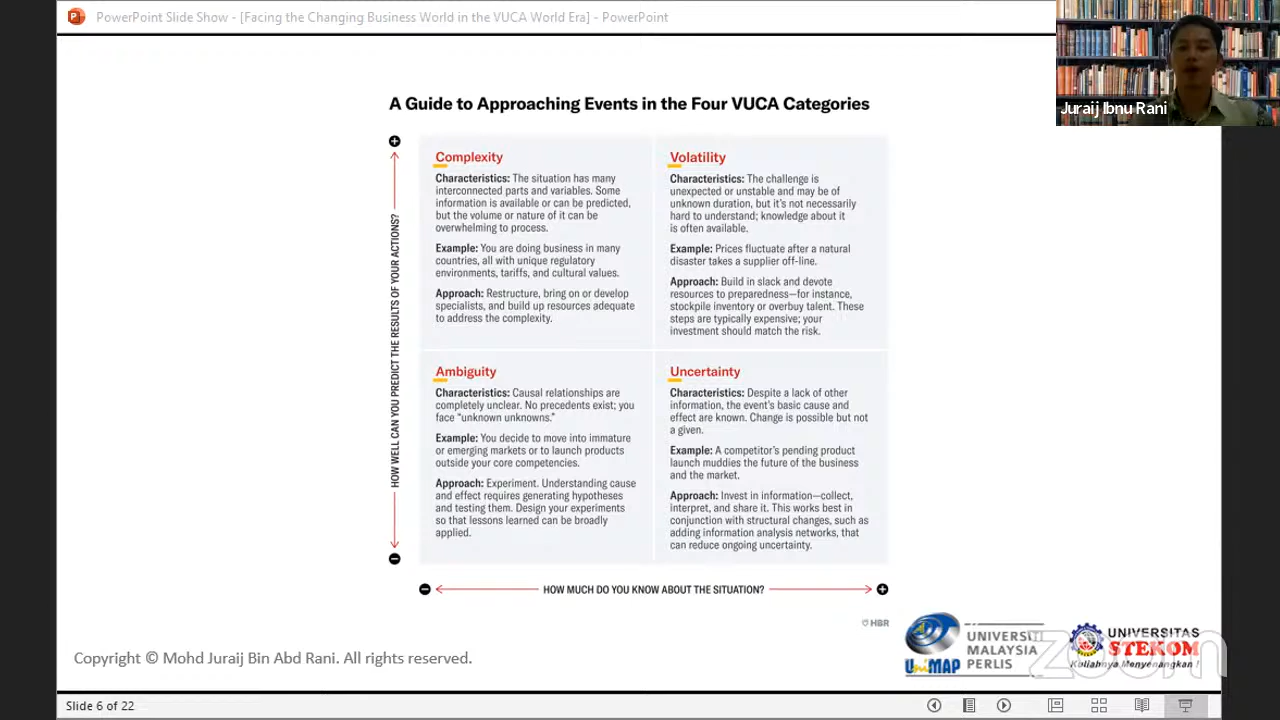 PowerPoint Slide Show - [Facing the Changing Business World in the VUCA World Era] - PowerPoint
Juraij Ibnu Rani
A Guide to Approaching Events in the Four VUCA Categories
HOW WELL CAN YOU PREDICT THE RESULTS OF YOUR ACTIONS?
Complexity
Characteristics: The situation has many
interconnected parts and variables. Some
information is available or can be predicted,
but the volume or nature of it can be
overwhelming to process.
Example: You are doing business in many
countries, all with unique regulatory
environments, tariffs, and cultural values.
Approach: Restructure, bring on or develop
specialists, and build up resources adequate
to address the complexity.
Volatility
Characteristics: The challenge is
unexpected or unstable and may be of
unknown duration, but it's not necessarily
hard to understand; knowledge about it
is often available.
Example: Prices fluctuate after a natural
disaster takes a supplier off-line.
Approach: Build in slack and devote
resources to preparedness—for instance,
stockpile inventory or overbuy talent. These
steps are typically expensive; your
investment should match the risk.
Ambiguity
Characteristics: Causal relationships are
completely unclear. No precedents exist; you
face “unknown unknowns.”
Example: You decide to move into immature
or emerging markets or to launch products
outside your core competencies.
Approach: Experiment. Understanding cause
and effect requires generating hypotheses
and testing them. Design your experiments
so that lessons learned can be broadly
applied.
Uncertainty
Characteristics: Despite a lack of other
information, the event's basic cause and
effect are known. Change is possible but not
a given.
Example: A competitor's pending product
launch muddies the future of the business
and the market.
Approach: Invest in information—collect,
interpret, and share it. This works best in
conjunction with structural changes, such as
adding information analysis networks, that
can reduce ongoing uncertainty.
HOW MUCH DO YOU KNOW ABOUT THE SITUATION?
HBR
Copyright © Mohd Juraij Bin Abd Rani. All rights reserved.
UniMAP
UNIVERSITI
MALAYSIA
PERLIS
UNIVERSITAS
STEKOM
Kuliahnya Menyenangkan !
zoom
Slide 6 of 22